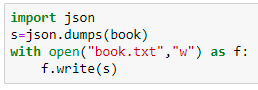 import json
s=json.dumps(book)
with open("book.txt","w") as f:
    f.write(s)